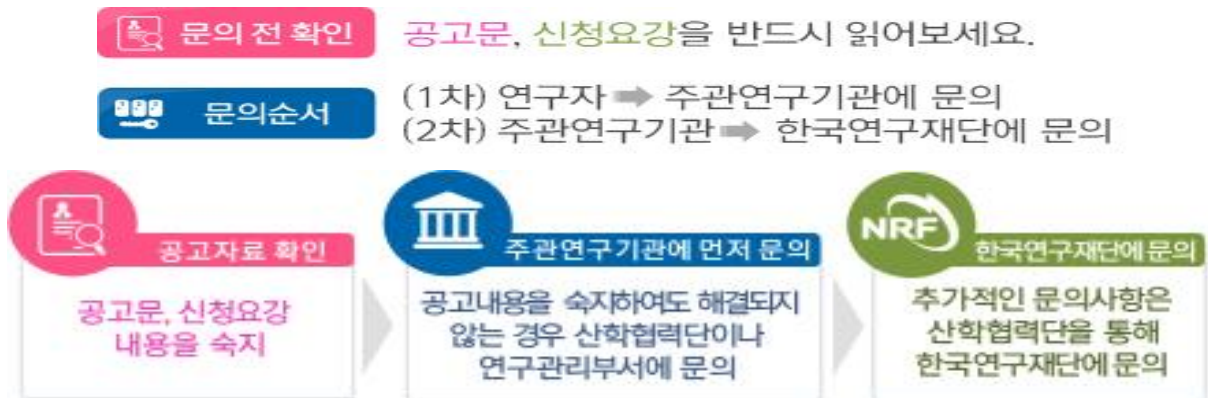 문의 전 확인
공고문, 신청요강을 반드시 읽어보세요.
문의순서
(1차) 연구자 ➡ 주관연구기관에 문의
(2차) 주관연구기관 ➡ 한국연구재단에 문의
공고자료 확인
공고문, 신청요강
내용을 숙지
주관연구기관에 먼저 문의
공고내용을 숙지하여도 해결되지
않는 경우 산학협력단이나
연구관리부서에 문의
NRF
한국연구재단에 문의
추가적인 문의사항은
산학협력단을 통해
한국연구재단에 문의